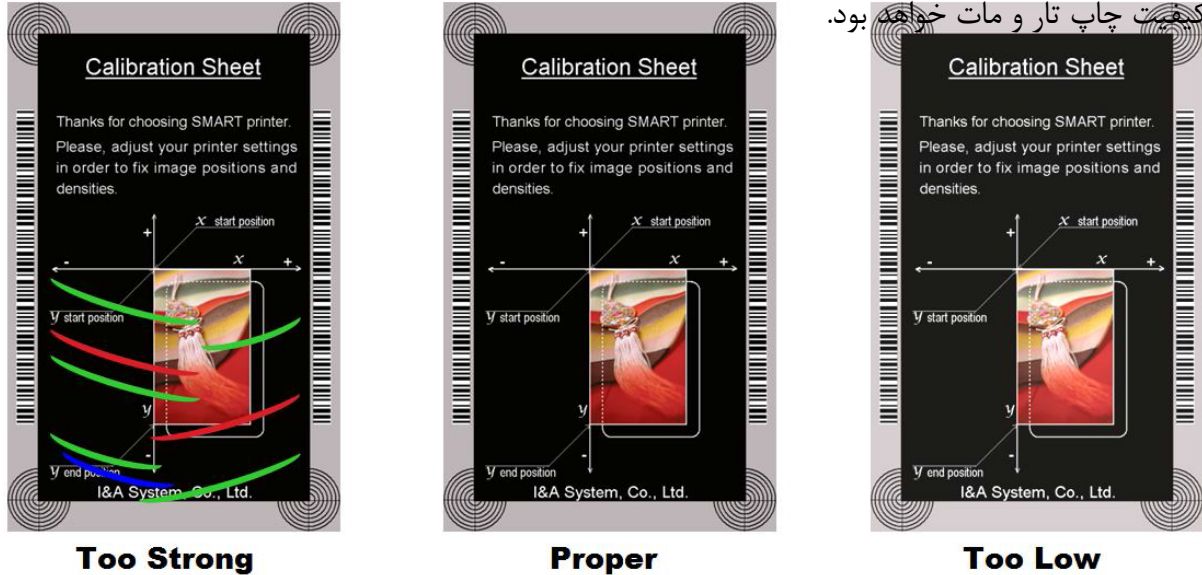 کیفیت چاپ تار و مات خواهد بود.
Calibration Sheet
Thanks for choosing SMART printer.
Please, adjust your printer settings
in order to fix image positions and
densities.
x start position
+
- x +
y start position
y
y end position
-
I&A System, Co., Ltd.
Too Strong
Calibration Sheet
Thanks for choosing SMART printer.
Please, adjust your printer settings
in order to fix image positions and
densities.
x start position
+
- x +
y start position
y
y end position
-
I&A System, Co., Ltd.
Proper
Calibration Sheet
Thanks for choosing SMART printer.
Please, adjust your printer settings
in order to fix image positions and
densities.
x start position
+
- x +
y start position
y
y end position
-
I&A System, Co., Ltd.
Too Low